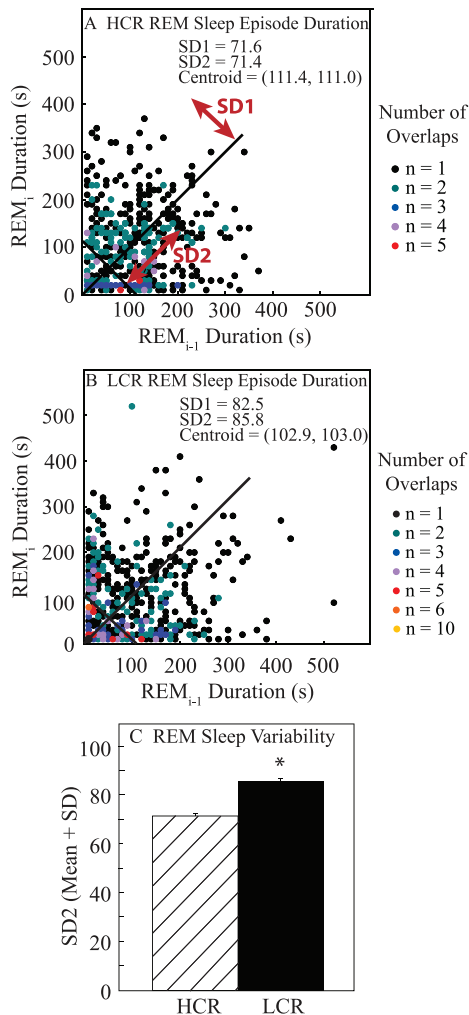 A HCR REM Sleep Episode Duration
SD1 = 71.6
SD2 = 71.4
Centroid = (111.4, 111.0)
SD1
SD2
500
400
300
200
100
0
REMi Duration (s)
100 200 300 400 500
REMi-1 Duration (s)
Number of
Overlaps
n = 1
n = 2
n = 3
n = 4
n = 5
B LCR REM Sleep Episode Duration
SD1 = 82.5
SD2 = 85.8
Centroid = (102.9, 103.0)
500
400
300
200
100
0
REMi Duration (s)
100 200 300 400 500
REMi-1 Duration (s)
Number of
Overlaps
n = 1
n = 2
n = 3
n = 4
n = 5
n = 6
n = 10
C REM Sleep Variability
*
100
80
60
40
20
0
SD2 (Mean + SD)
HCR LCR